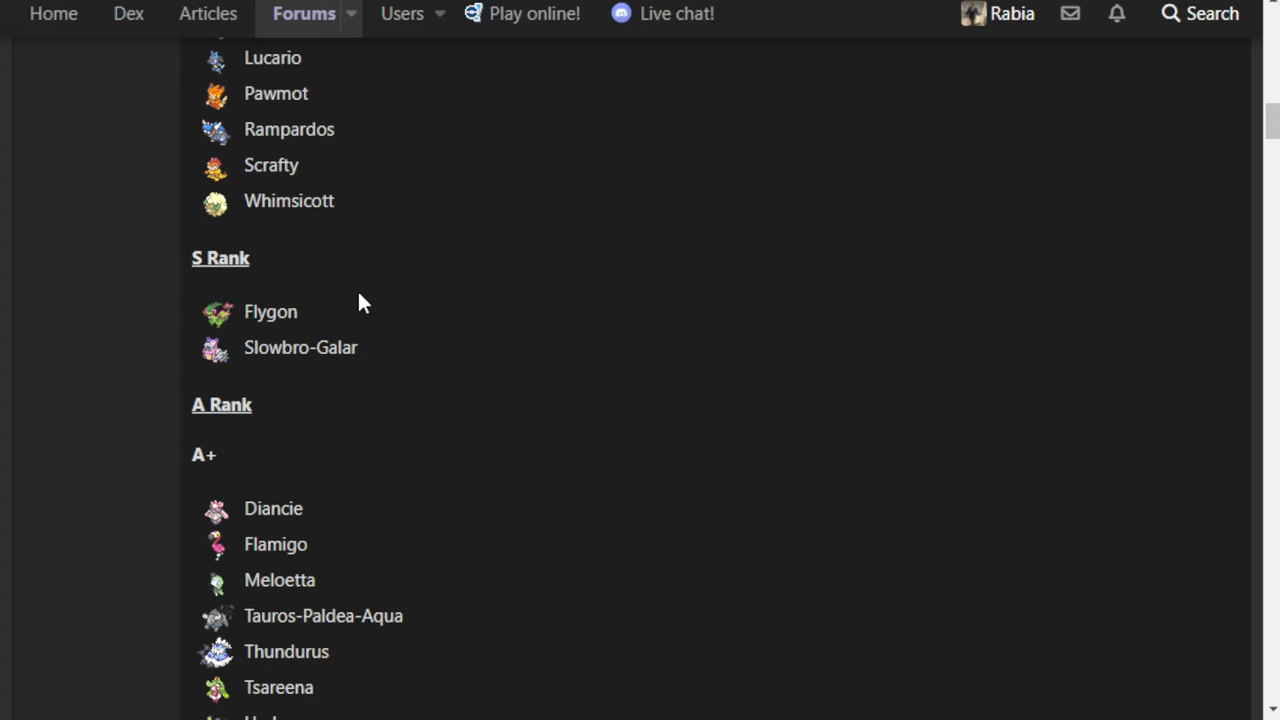 Home Dex Articles Forums Users Play online! Live chat! Rabia Search
Lucario
Pawmot
Rampardos
Scrafty
Whimsicott
S Rank
Flygon
Slowbro-Galar
A Rank
A+
Diancie
Flamigo
Meloetta
Tauros-Paldea-Aqua
Thundurus
Tsareena